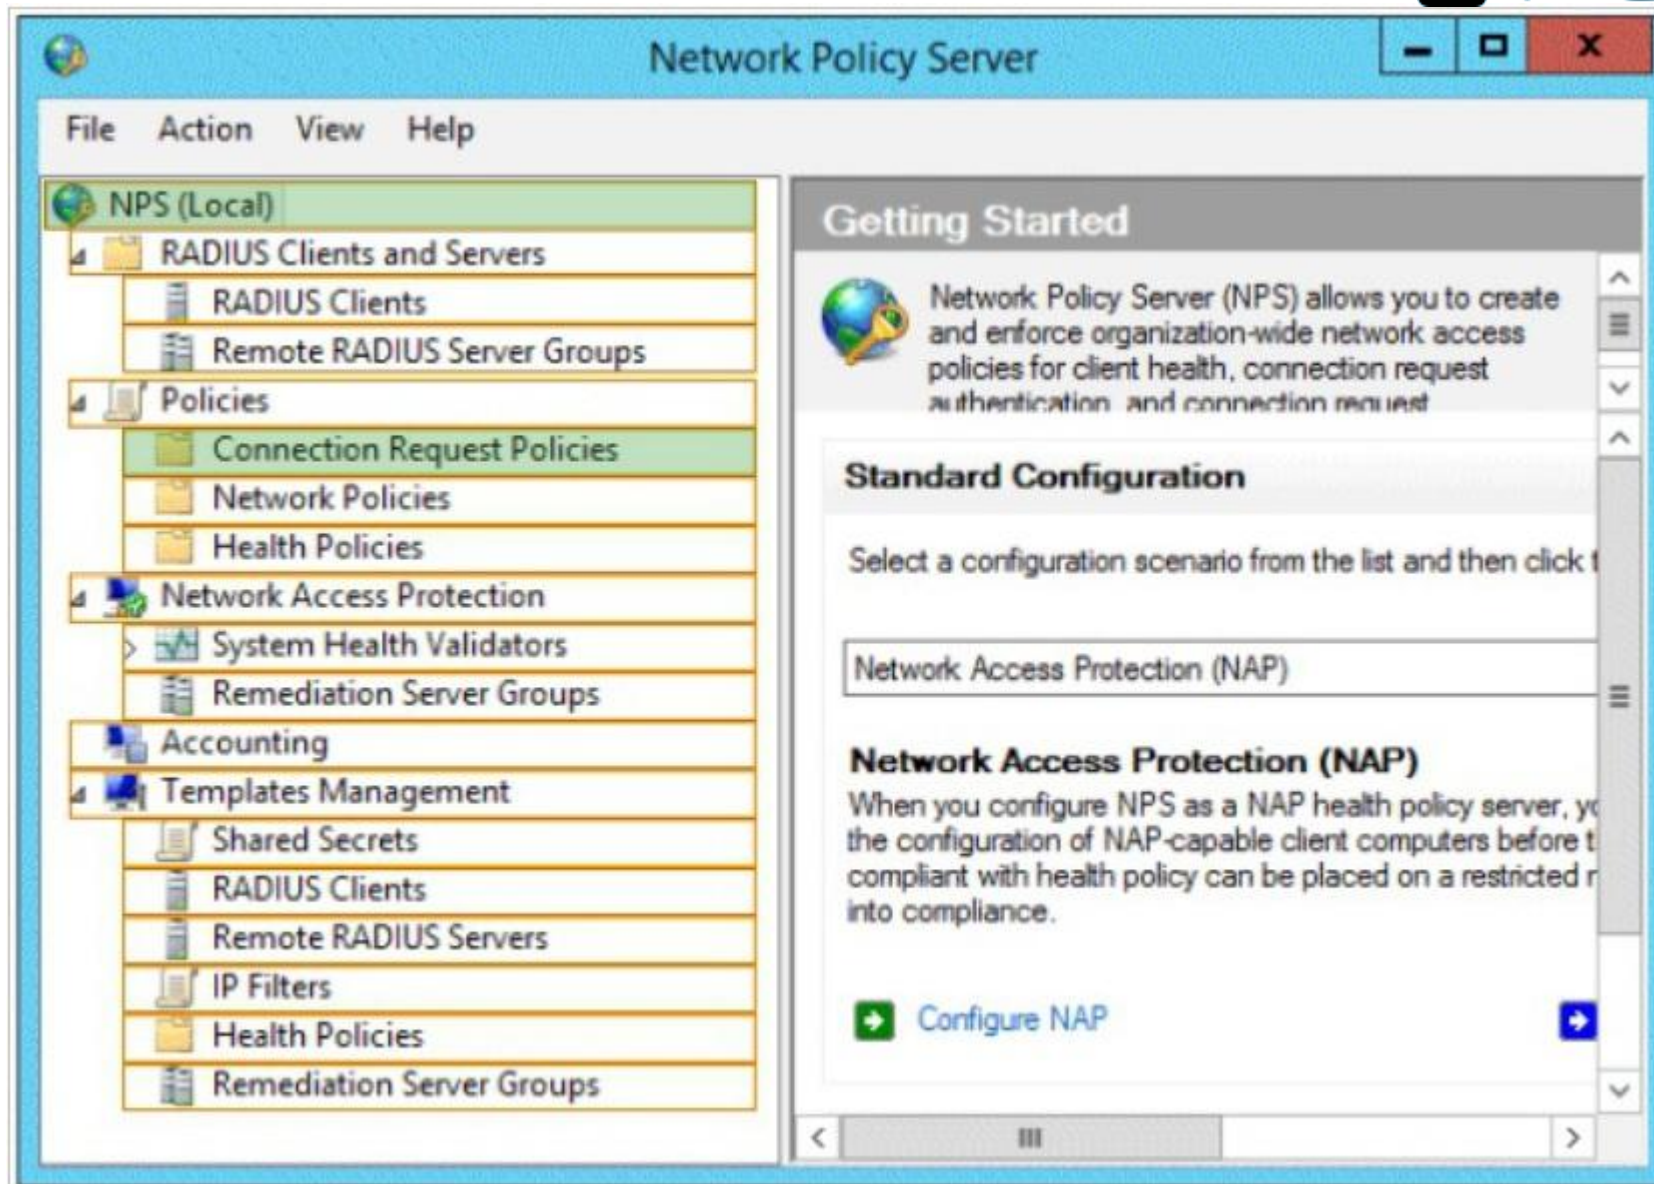 Network Policy Server
File Action View Help
NPS (Local)
RADIUS Clients and Servers
RADIUS Clients
Remote RADIUS Server Groups
Policies
Connection Request Policies
Network Policies
Health Policies
Network Access Protection
System Health Validators
Remediation Server Groups
Accounting
Templates Management
Shared Secrets
RADIUS Clients
Remote RADIUS Servers
IP Filters
Health Policies
Remediation Server Groups
Getting Started
Network Policy Server (NPS) allows you to create
and enforce organization-wide network access
policies for client health, connection request
authentication, and connection request
Standard Configuration
Select a configuration scenario from the list and then click
Network Access Protection (NAP)
Network Access Protection (NAP)
When you configure NPS as a NAP health policy server,
the configuration of NAP-capable client computers before
compliant with health policy can be placed on a restricted
into compliance.
Configure NAP